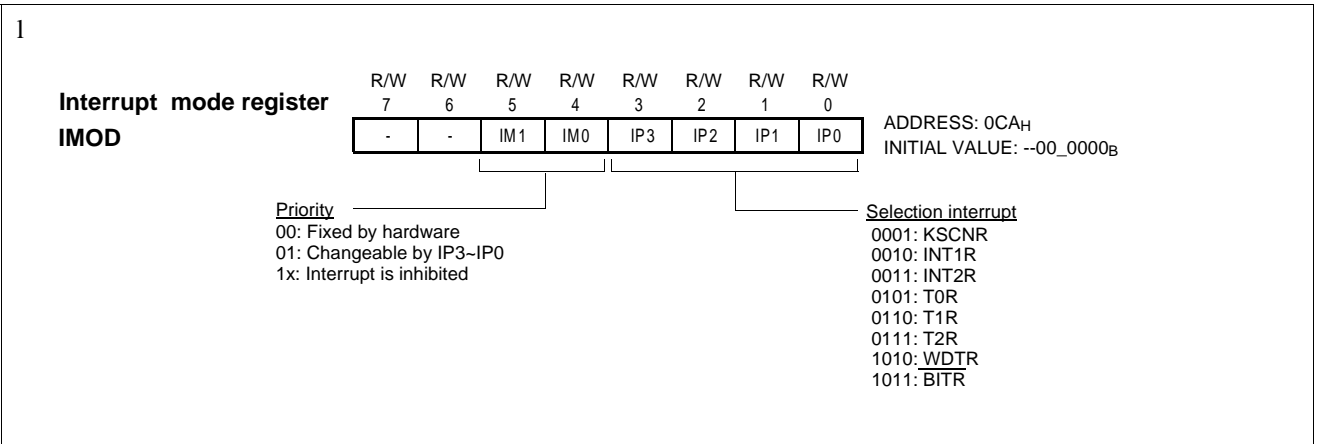 1
R/W R/W R/W R/W R/W R/W R/W R/W
Interrupt mode register 7 6 5 4 3 2 1 0
IMOD - - IM1 IM0 IP3 IP2 IP1 IP0
ADDRESS: 0CAH
INITIAL VALUE: --00_0000B
Priority
00: Fixed by hardware
01: Changeable by IP3~IP0
1x: Interrupt is inhibited
Selection interrupt
0001: KSCNR
0010: INT1R
0011: INT2R
0101: T0R
0110: T1R
0111: T2R
1010: WDTR
1011: BITR